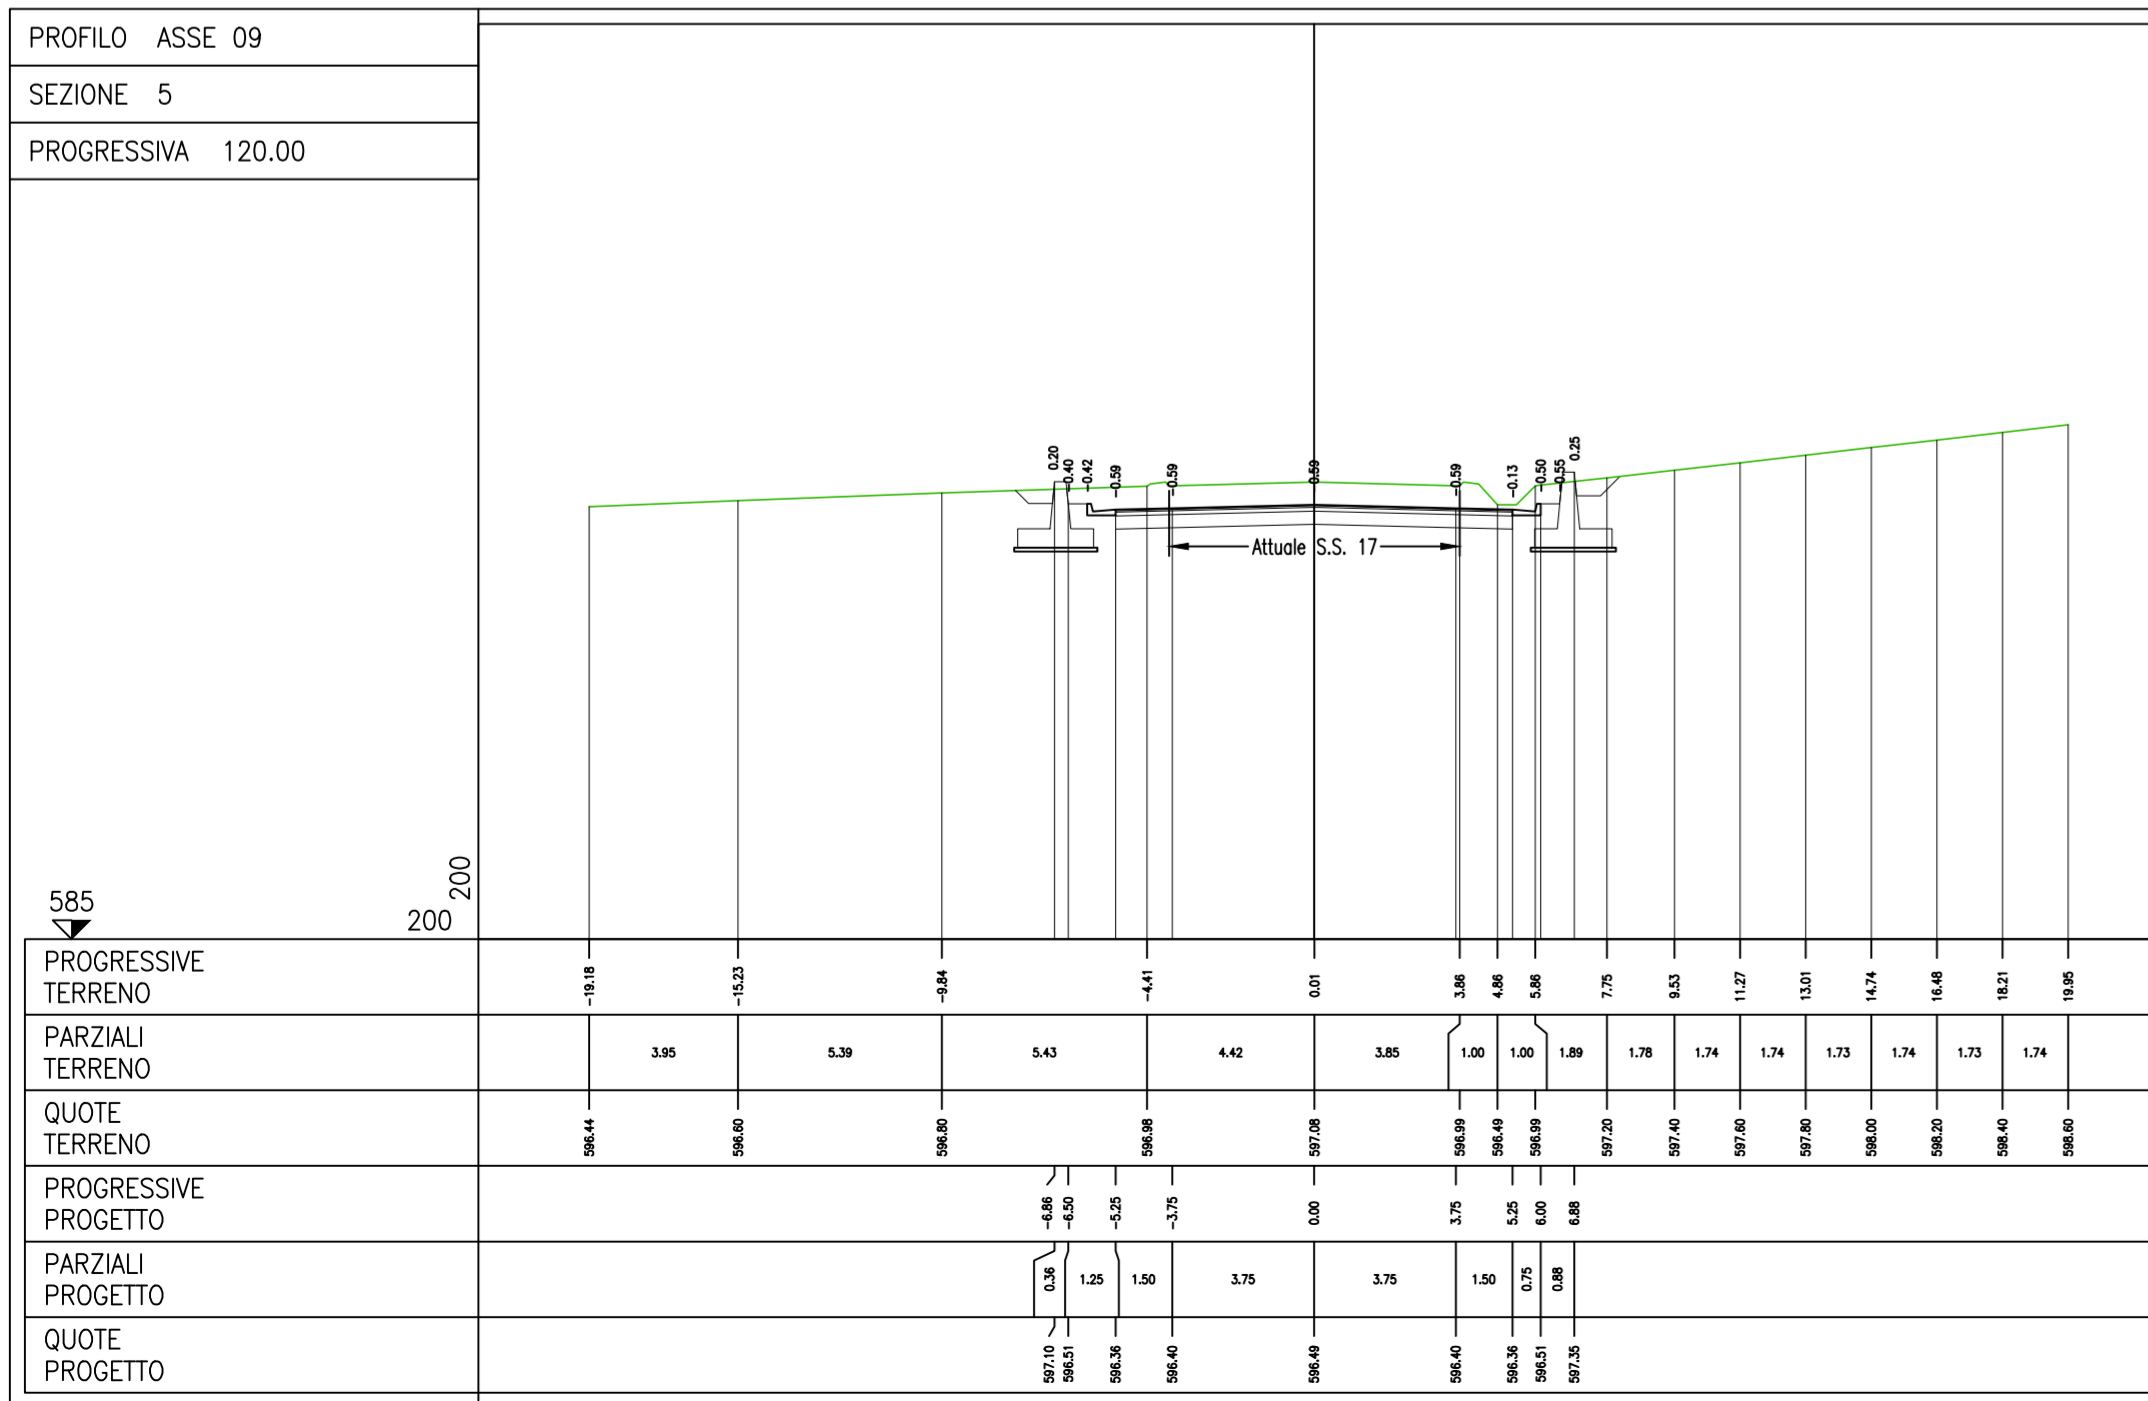 PROFILO ASSE 09
SEZIONE 5
PROGRESSIVA 120.00
0.20 -0.40 -0.42 -0.59 -0.59 0.59 -0.59 -0.13 -0.50 -0.55 0.25
Attuale S.S. 17
585
200
200
PROGRESSIVE
TERRENO
-19.18 -15.23 -9.84 -4.41 0.01 3.86 4.86 5.86 7.75 9.53 11.27 13.01 14.74 16.48 18.21 19.95
PARZIALI
TERRENO
3.95 5.39 5.43 4.42 3.85 1.00 1.00 1.89 1.78 1.74 1.74 1.73 1.74 1.73 1.74
QUOTE
TERRENO
596.44 596.60 596.80 596.98 597.08 596.99 596.49 596.99 597.20 597.40 597.60 597.80 598.00 598.20 598.40 598.60
PROGRESSIVE
PROGETTO
-6.86 -6.50 -5.25 -3.75 0.00 3.75 5.25 6.00 6.88
PARZIALI
PROGETTO
0.36 1.25 1.50 3.75 3.75 1.50 0.75 0.88
QUOTE
PROGETTO
597.10 596.51 596.36 596.40 596.49 596.40 596.36 596.51 597.35